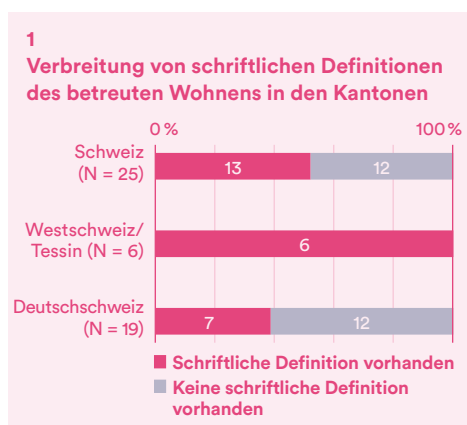 1
Verbreitung von schriftlichen Definitionen
des betreuten Wohnens in den Kantonen
0 % 100 %
Schweiz
(N = 25) 13 12
Westschweiz/
Tessin (N = 6) 6
Deutschschweiz
(N = 19) 7 12
Schriftliche Definition vorhanden
Keine schriftliche Definition
vorhanden